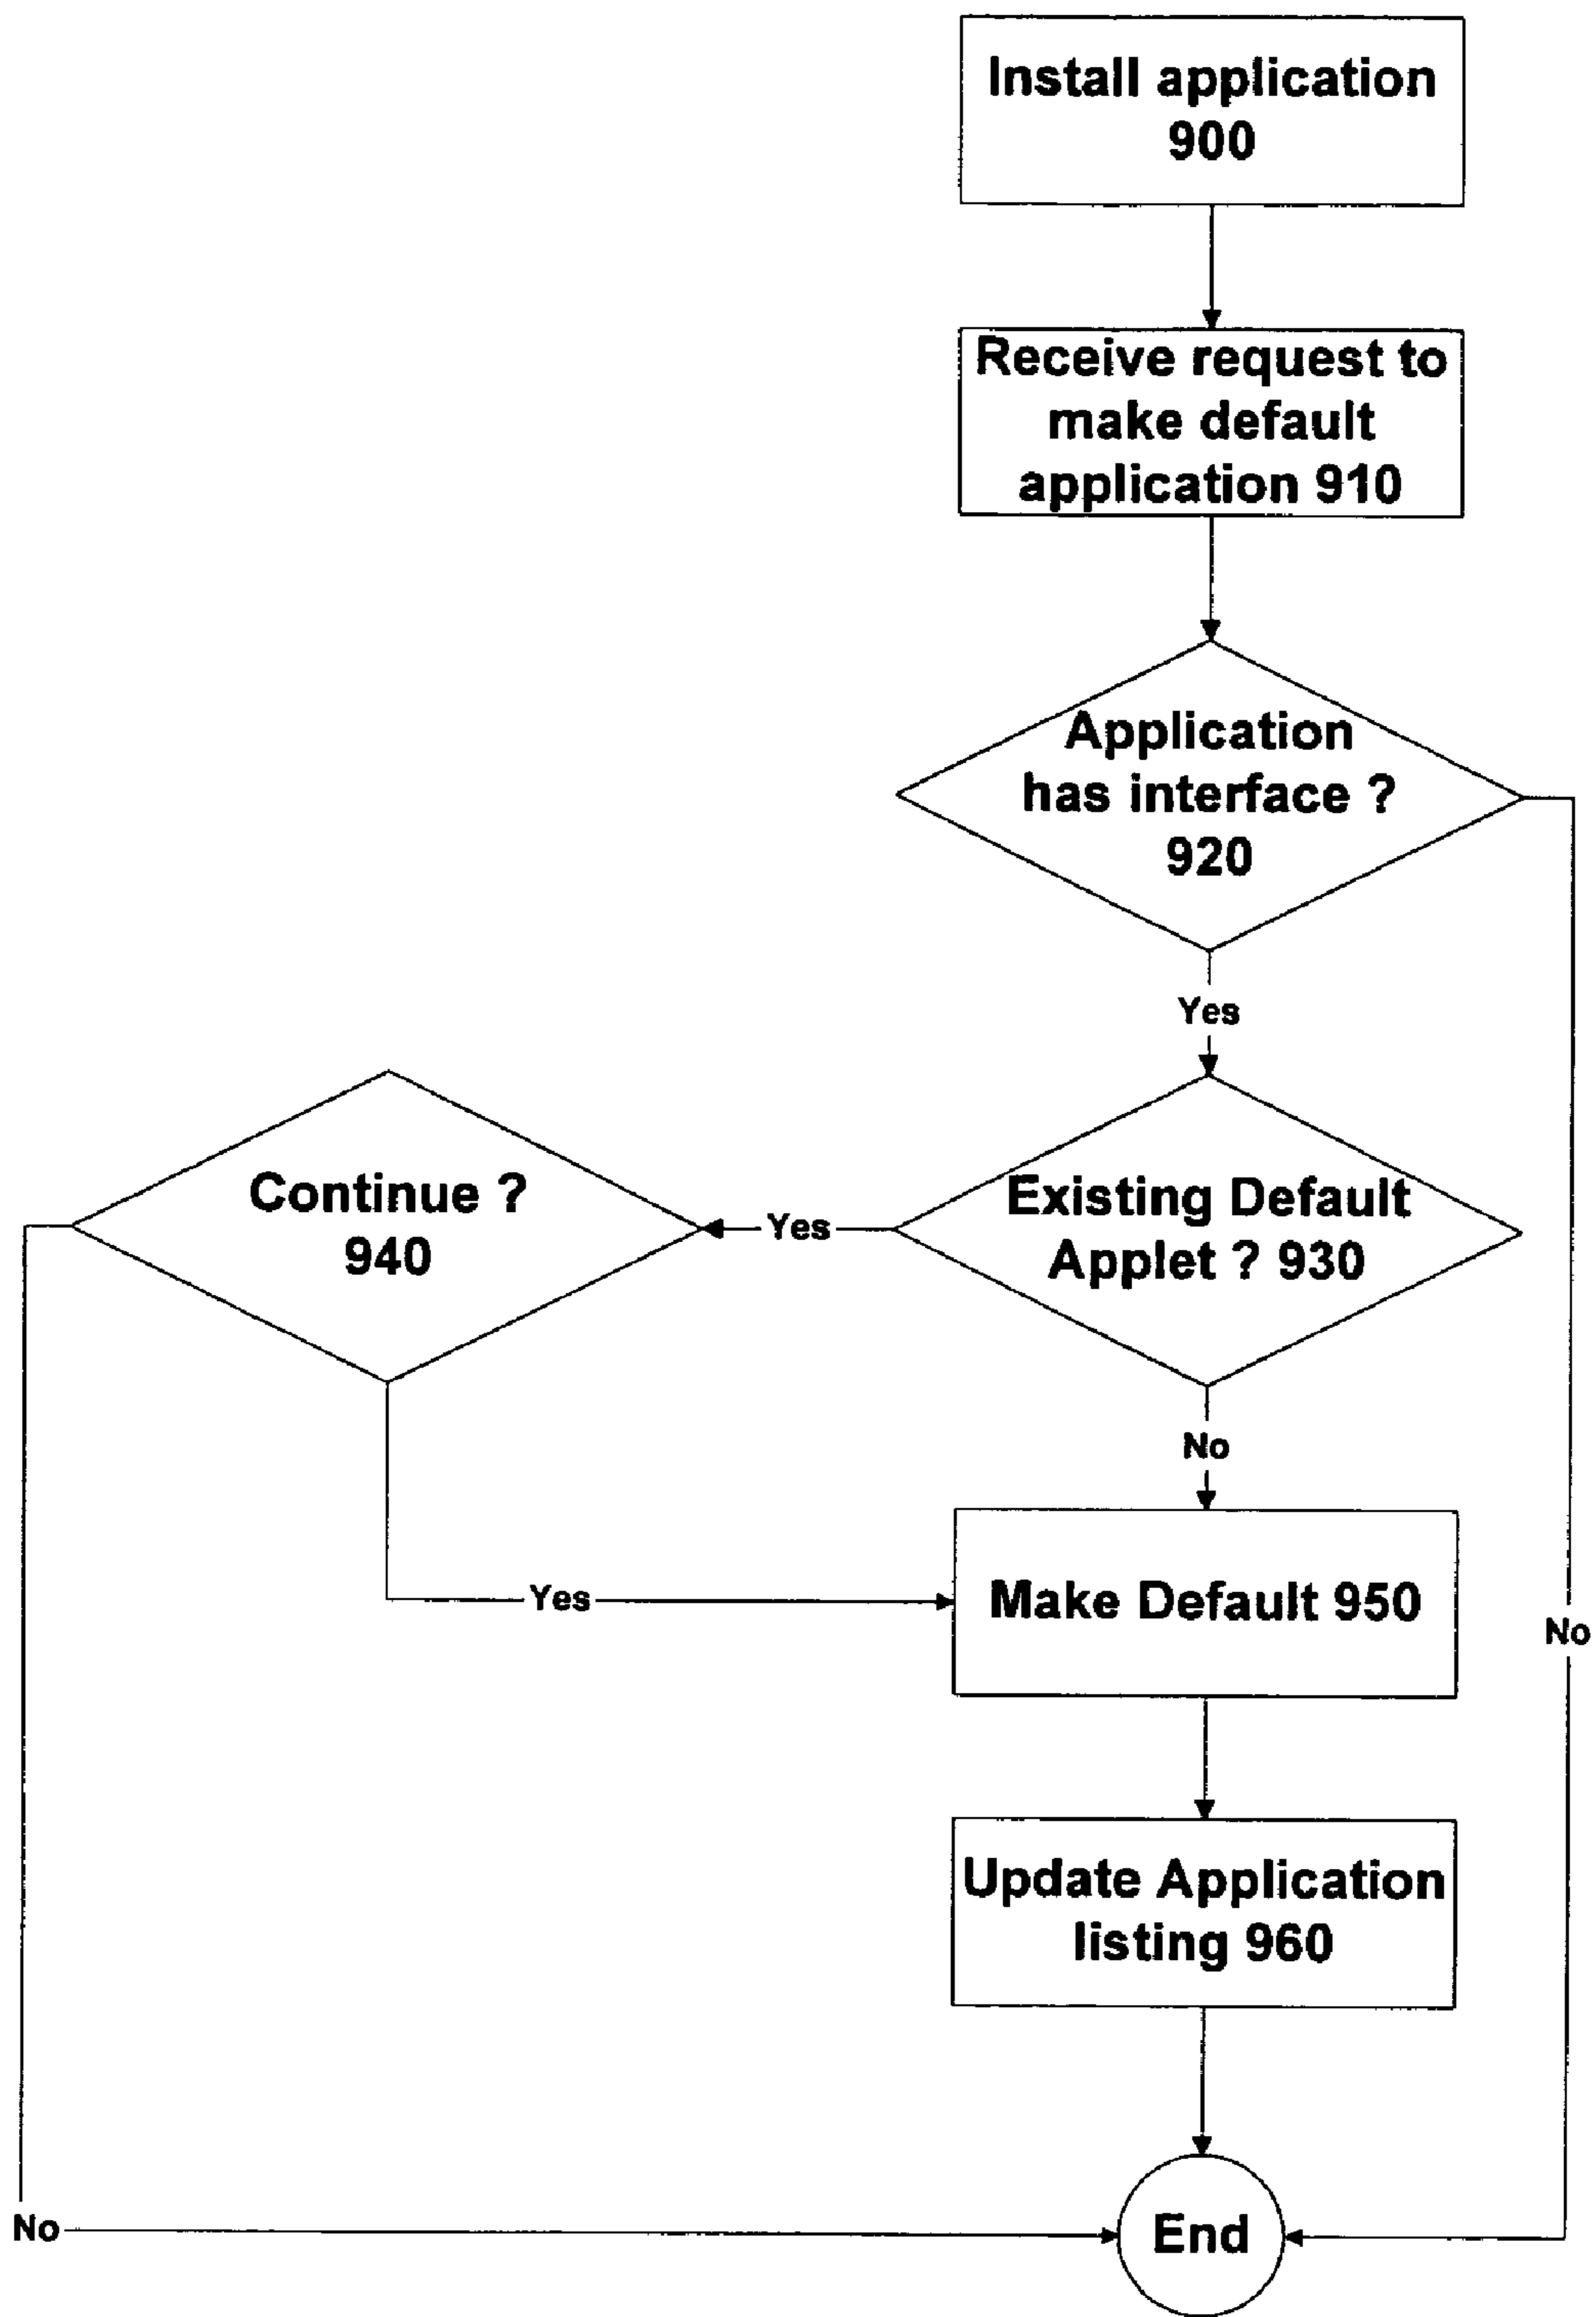 Install application
900
Receive request to
make default
application 910
Application
has interface ?
920
Yes
Continue ?
940
Yes
Existing Default
Applet ? 930
No
Yes
Make Default 950
No
Update Application
listing 960
No
End